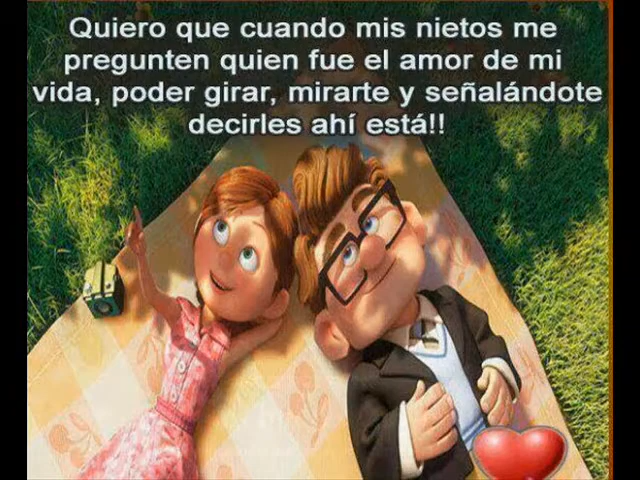 Quiero que cuando mis nietos me
pregunten quien fue el amor de mi
vida, poder girar, mirarte y señalándote
decirles ahí está!!